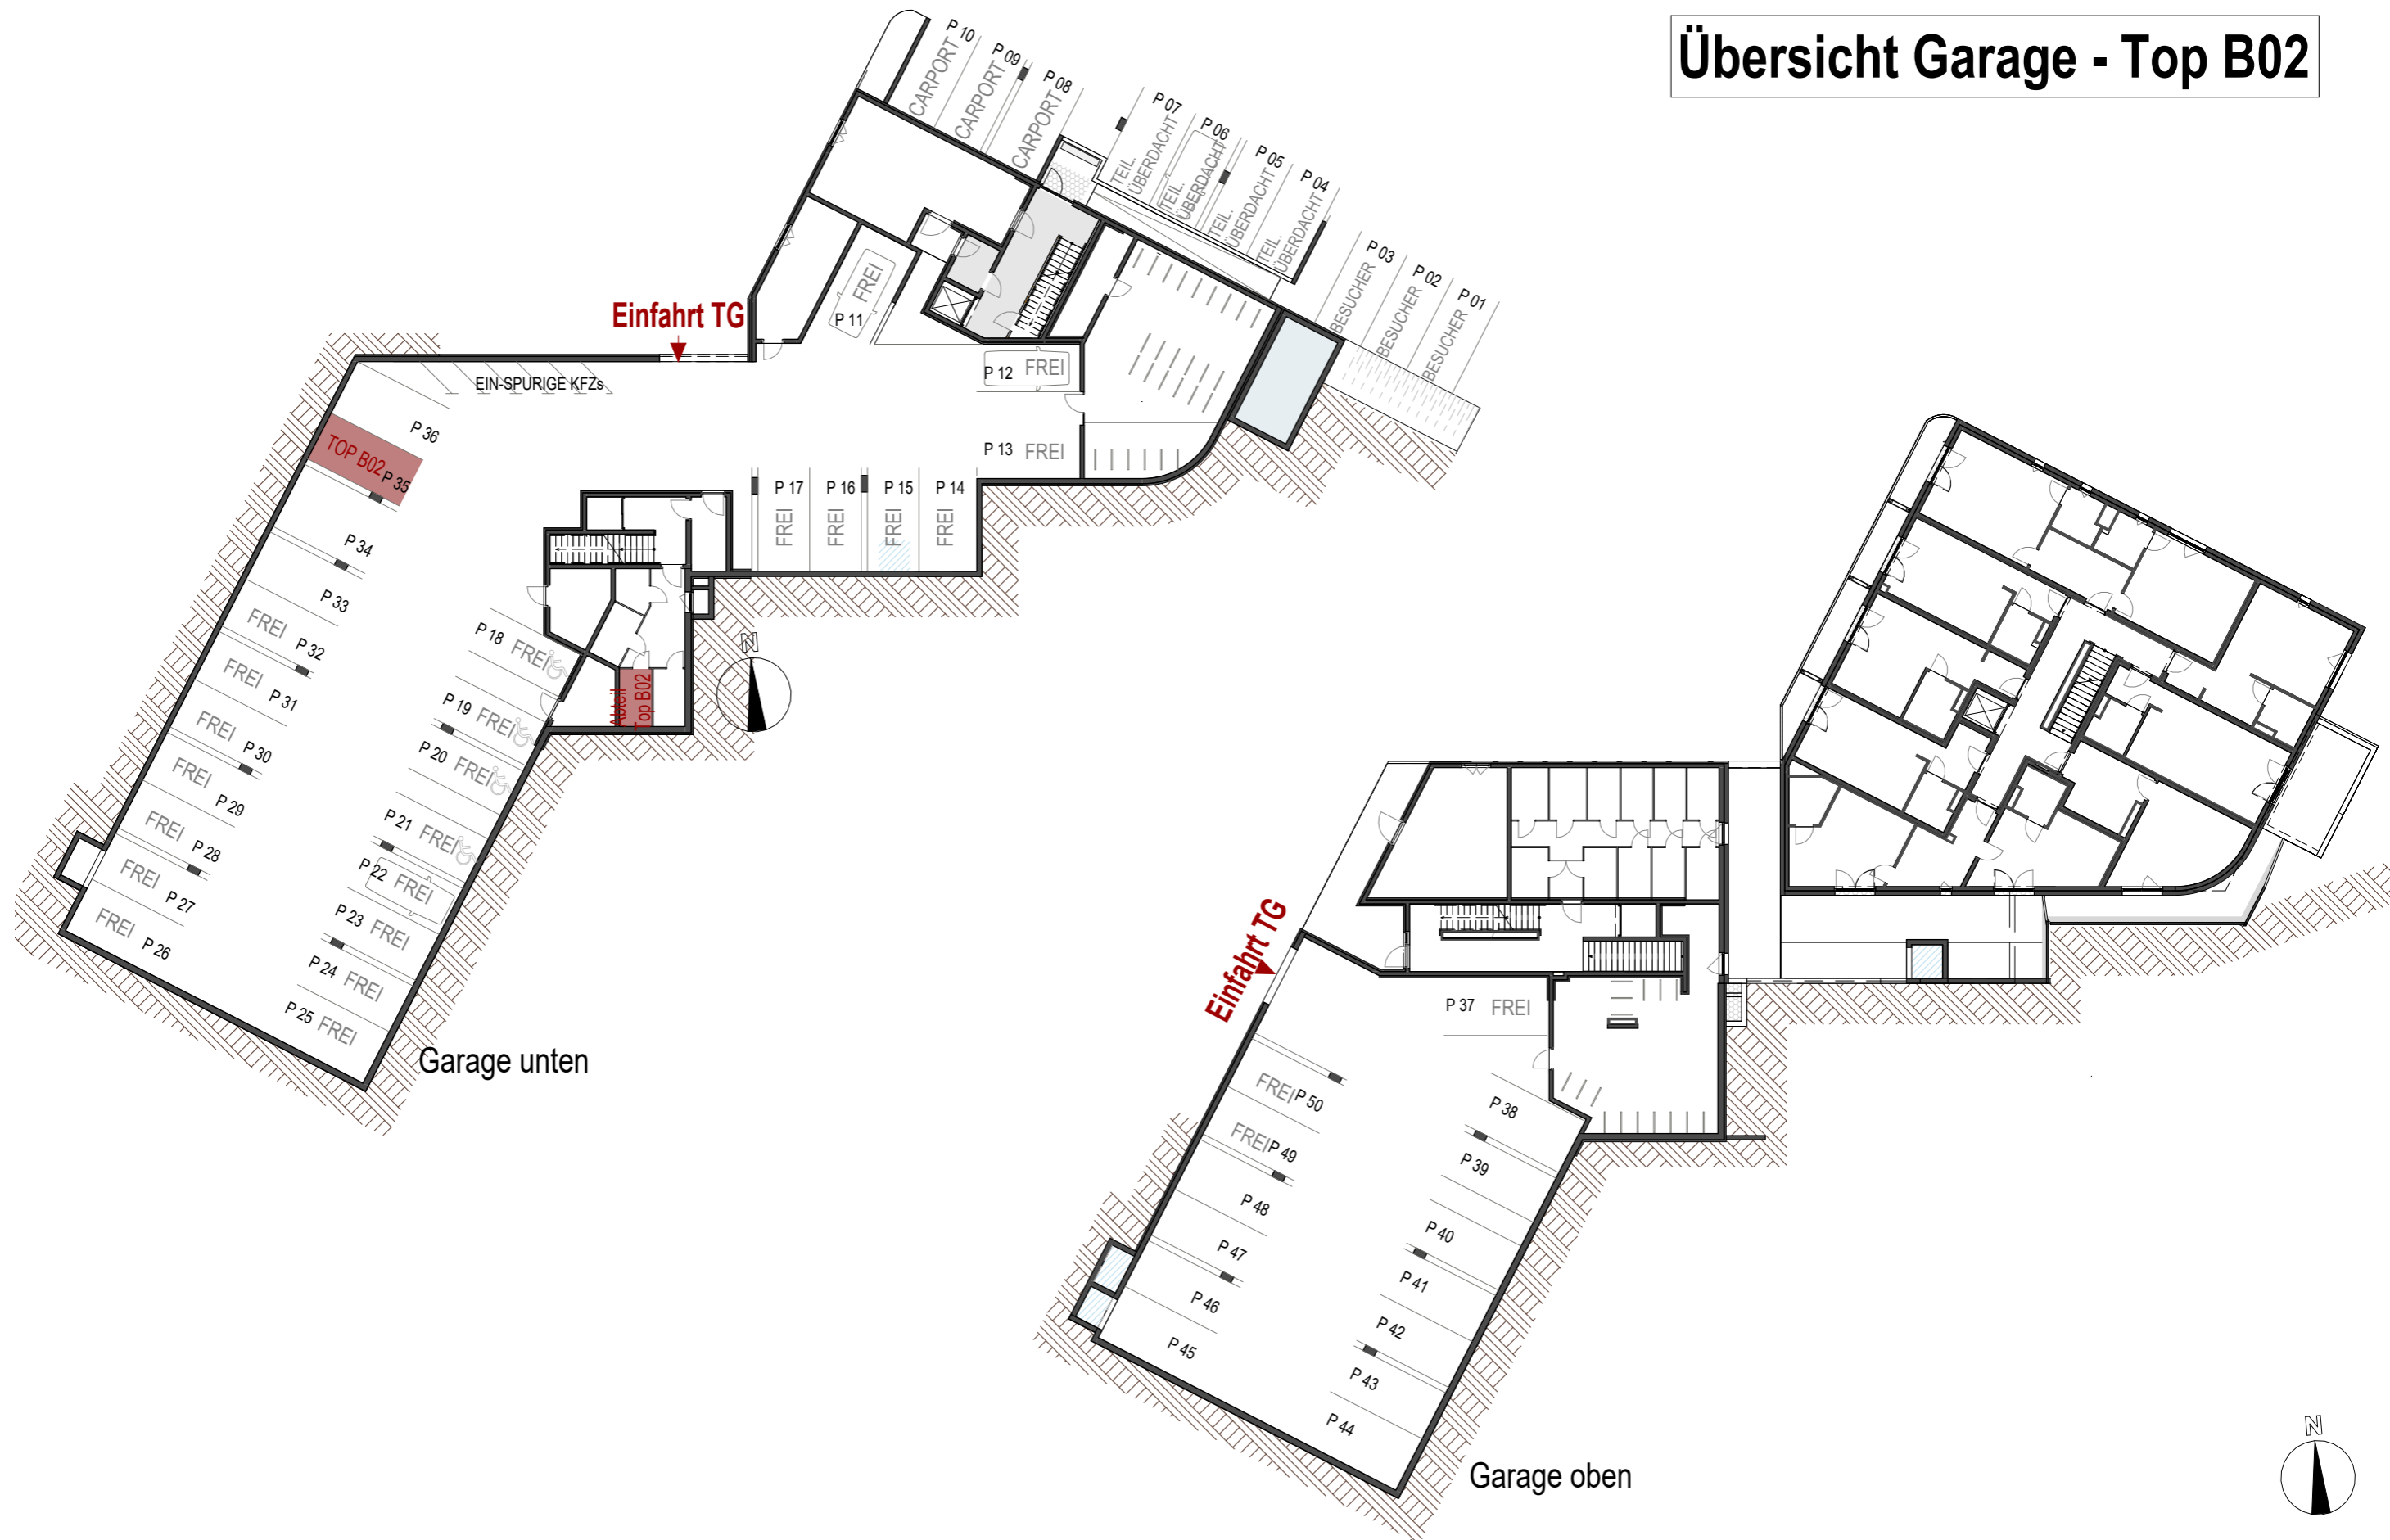 Übersicht Garage - Top B02
P 10
CARPORT
P 09
CARPORT
P 08
CARPORT
P 07
TEIL.
ÜBERDACHT
P 06
TEIL.
ÜBERDACHT
P 05
TEIL.
ÜBERDACHT
P 04
TEIL.
ÜBERDACHT
P 03
BESUCHER
P 02
BESUCHER
P 01
BESUCHER
Einfahrt TG
FREI
P 11
P 12 FREI
P 13 FREI
EIN-SPURIGE KFZs
P 36
TOP B02
P 35
P 17
FREI
P 16
FREI
P 15
FREI
P 14
FREI
P 34
P 33
FREI P 32
FREI P 31
FREI P 30
FREI P 29
FREI P 28
FREI P 27
FREI P 26
P 18 FREI
P 19 FREI
P 20 FREI
P 21 FREI
P 22 FREI
P 23 FREI
P 24 FREI
P 25 FREI
Abteil
Top B02
N
Garage unten
Einfahrt TG
P 37 FREI
FREI P 50
FREI P 49
P 48
P 47
P 46
P 45
P 38
P 39
P 40
P 41
P 42
P 43
P 44
Garage oben
N